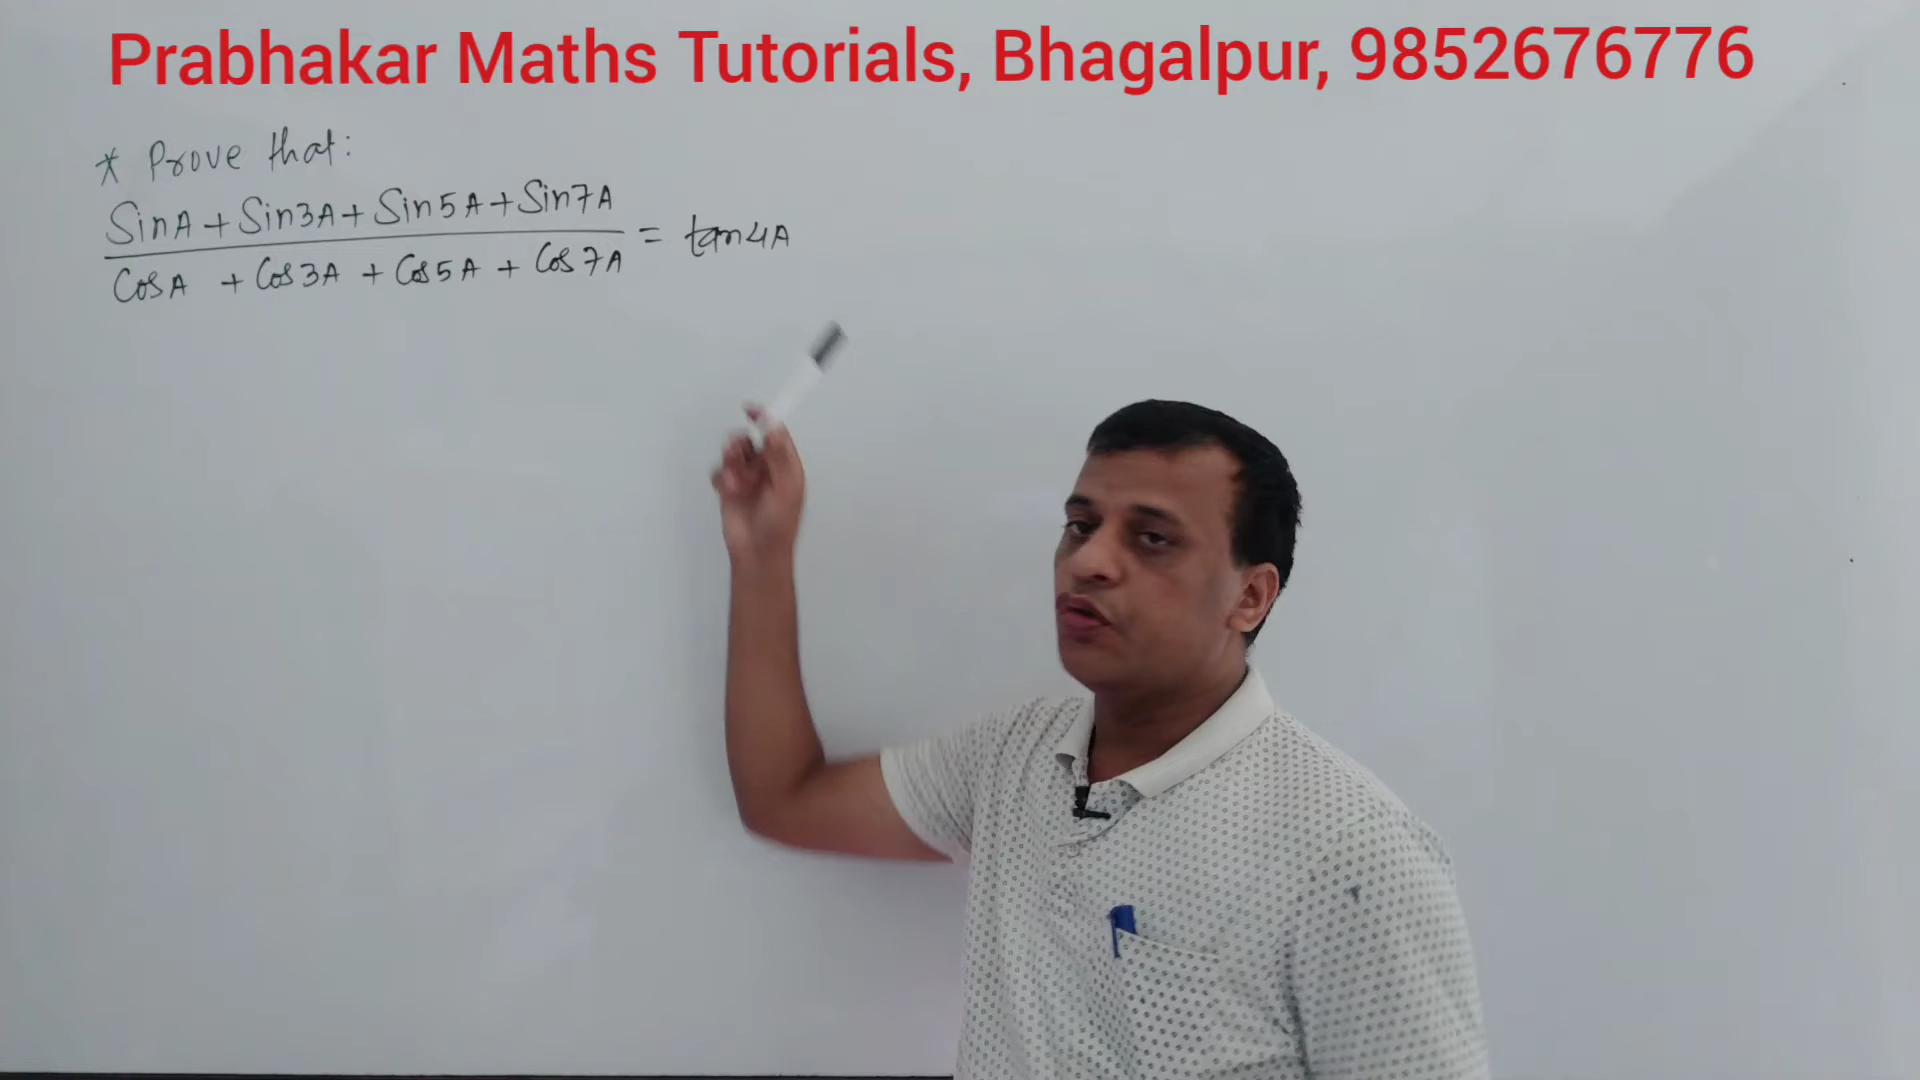 Prabhakar Maths Tutorials, Bhagalpur, 9852676776
* Prove that:
SinA + Sin3A + Sin5A + Sin7A
= tan4A
CosA + Cos3A + Cos5A + Cos7A